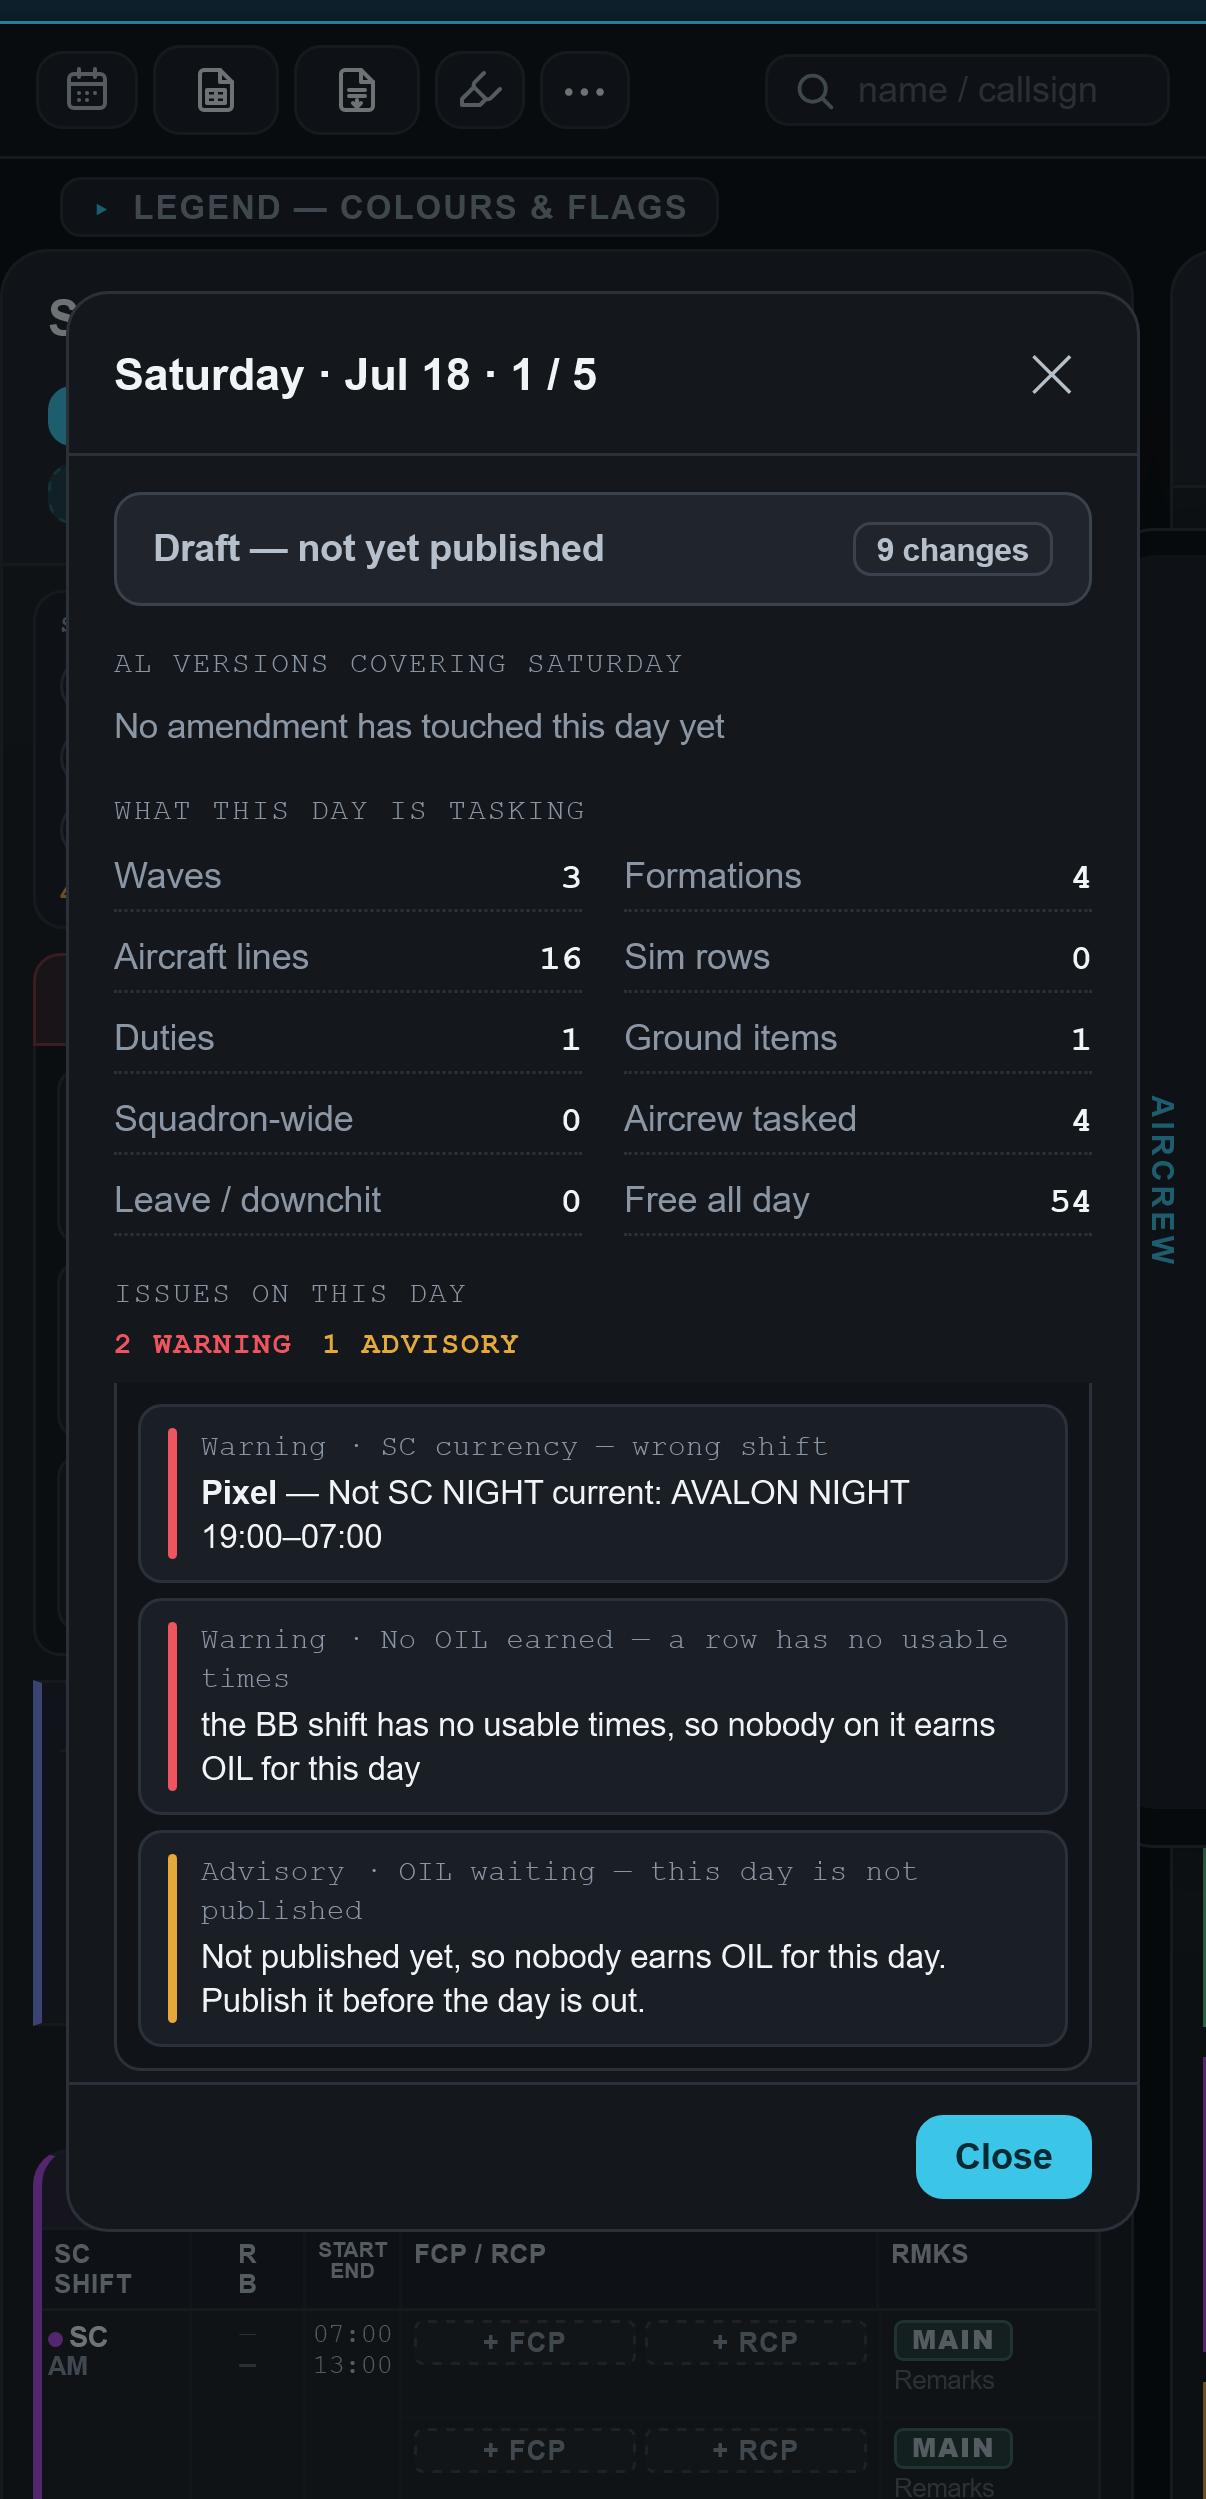 name / callsign
LEGEND — COLOURS & FLAGS
Saturday · Jul 18 · 1 / 5
Draft — not yet published
9 changes
AL VERSIONS COVERING SATURDAY
No amendment has touched this day yet
WHAT THIS DAY IS TASKING
Waves 3
Formations 4
Aircraft lines 16
Sim rows 0
Duties 1
Ground items 1
Squadron-wide 0
Aircrew tasked 4
Leave / downchit 0
Free all day 54
AIRCREW
ISSUES ON THIS DAY
2 WARNING 1 ADVISORY
Warning · SC currency — wrong shift
Pixel — Not SC NIGHT current: AVALON NIGHT
19:00–07:00
Warning · No OIL earned — a row has no usable
times
the BB shift has no usable times, so nobody on it earns
OIL for this day
Advisory · OIL waiting — this day is not
published
Not published yet, so nobody earns OIL for this day.
Publish it before the day is out.
Close
SC
SHIFT
R
B
START
END
FCP / RCP
RMKS
SC
AM
—
—
07:00
13:00
+ FCP
+ RCP
MAIN
Remarks
+ FCP
+ RCP
MAIN
Remarks